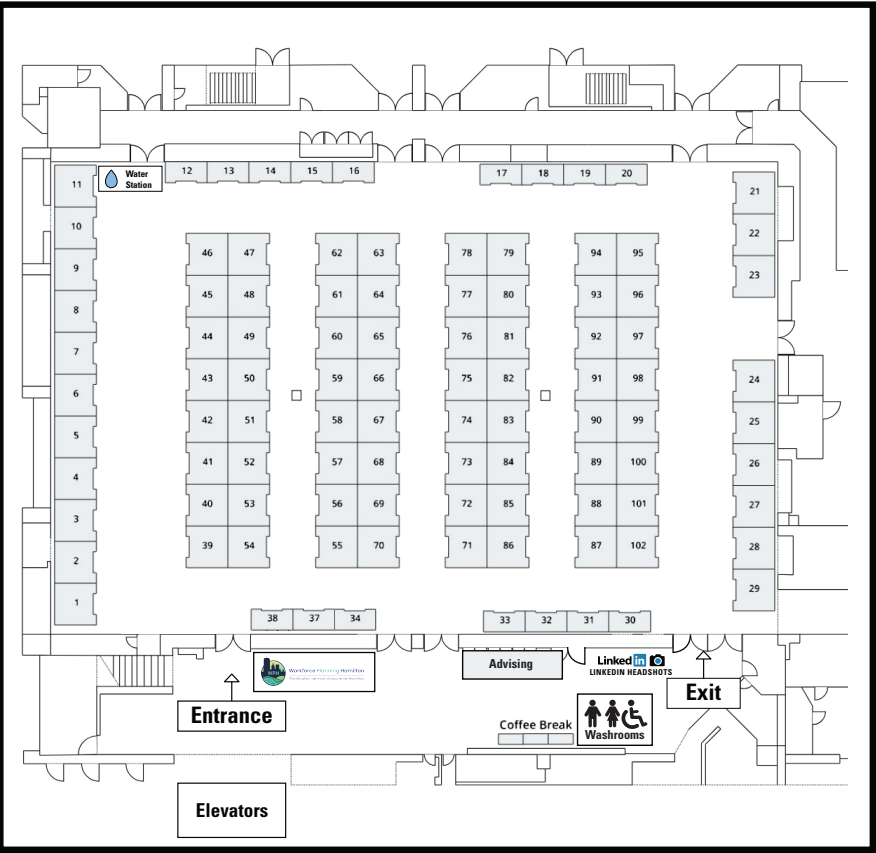 11
Water
Station
12 13 14 15 16
17 18 19 20
21
10
22
9
23
8
7
6
24
5
25
4
26
3
27
2
28
1
29
46 47 62 63 78 79 94 95
45 48 61 64 77 80 93 96
44 49 60 65 76 81 92 97
43 50 59 66 75 82 91 98
42 51 58 67 74 83 90 99
41 52 57 68 73 84 89 100
40 53 56 69 72 85 88 101
39 54 55 70 71 86 87 102
38 37 34
33 32 31 30
WPH
Workforce Planning Hamilton
Advising
Linked in
LINKEDIN HEADSHOTS
Entrance
Exit
Coffee Break
Washrooms
Elevators